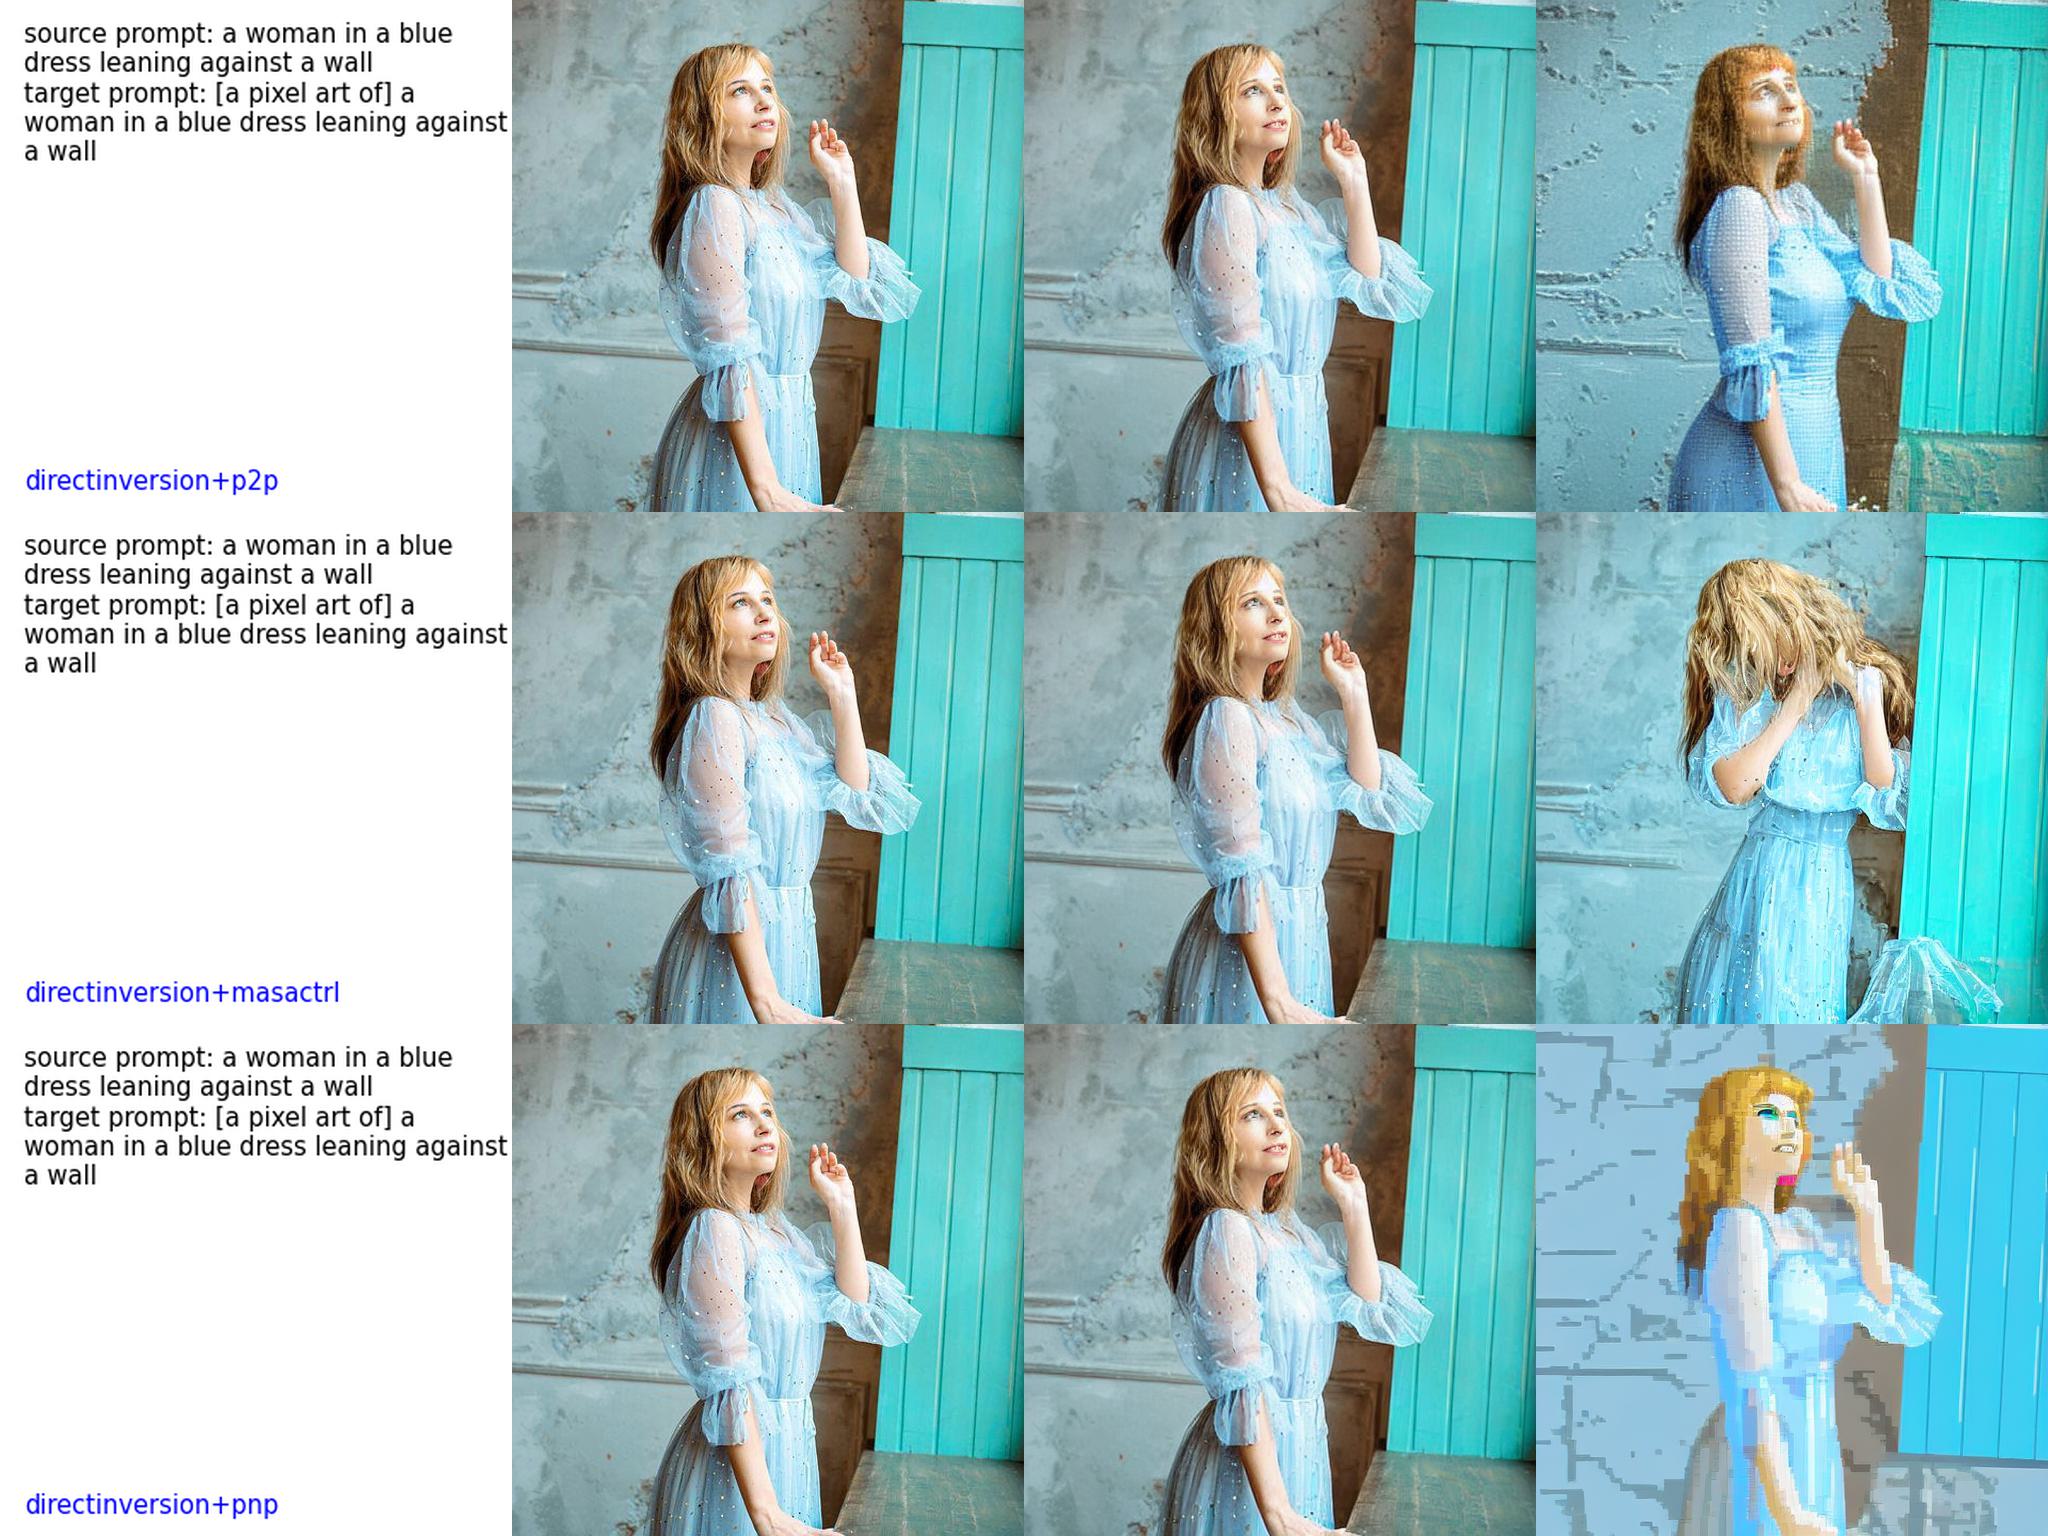 source prompt: a woman in a blue
dress leaning against a wall
target prompt: [a pixel art of] a
woman in a blue dress leaning against
a wall
directinversion+p2p
source prompt: a woman in a blue
dress leaning against a wall
target prompt: [a pixel art of] a
woman in a blue dress leaning against
a wall
directinversion+masactrl
source prompt: a woman in a blue
dress leaning against a wall
target prompt: [a pixel art of] a
woman in a blue dress leaning against
a wall
directinversion+pnp